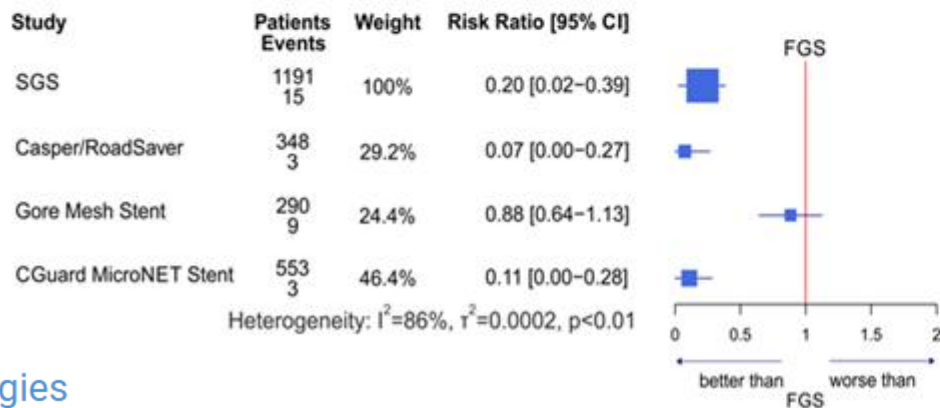 Study Patients Events Weight Risk Ratio [95% CI]
FGS
SGS 1191 15 100% 0.20 [0.02−0.39]
Casper/RoadSaver 348 3 29.2% 0.07 [0.00−0.27]
Gore Mesh Stent 290 9 24.4% 0.88 [0.64−1.13]
CGuard MicroNET Stent 553 3 46.4% 0.11 [0.00−0.28]
Heterogeneity: I²=86%, τ²=0.0002, p<0.01
0 0.5 1 1.5 2
better than worse than
FGS
gies